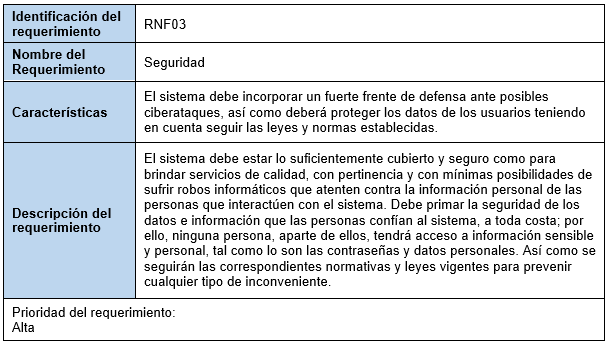 Identificación del
requerimiento
RNF03
Nombre del
Requerimiento
Seguridad
Características
El sistema debe incorporar un fuerte frente de defensa ante posibles
ciberataques, así como deberá proteger los datos de los usuarios teniendo
en cuenta seguir las leyes y normas establecidas.
Descripción del
requerimiento
El sistema debe estar lo suficientemente cubierto y seguro como para
brindar servicios de calidad, con pertinencia y con mínimas posibilidades de
sufrir robos informáticos que atenten contra la información personal de las
personas que interactúen con el sistema. Debe primar la seguridad de los
datos e información que las personas confían al sistema, a toda costa; por
ello, ninguna persona, aparte de ellos, tendrá acceso a información sensible
y personal, tal como lo son las contraseñas y datos personales. Así como se
seguirán las correspondientes normativas y leyes vigentes para prevenir
cualquier tipo de inconveniente.
Prioridad del requerimiento:
Alta